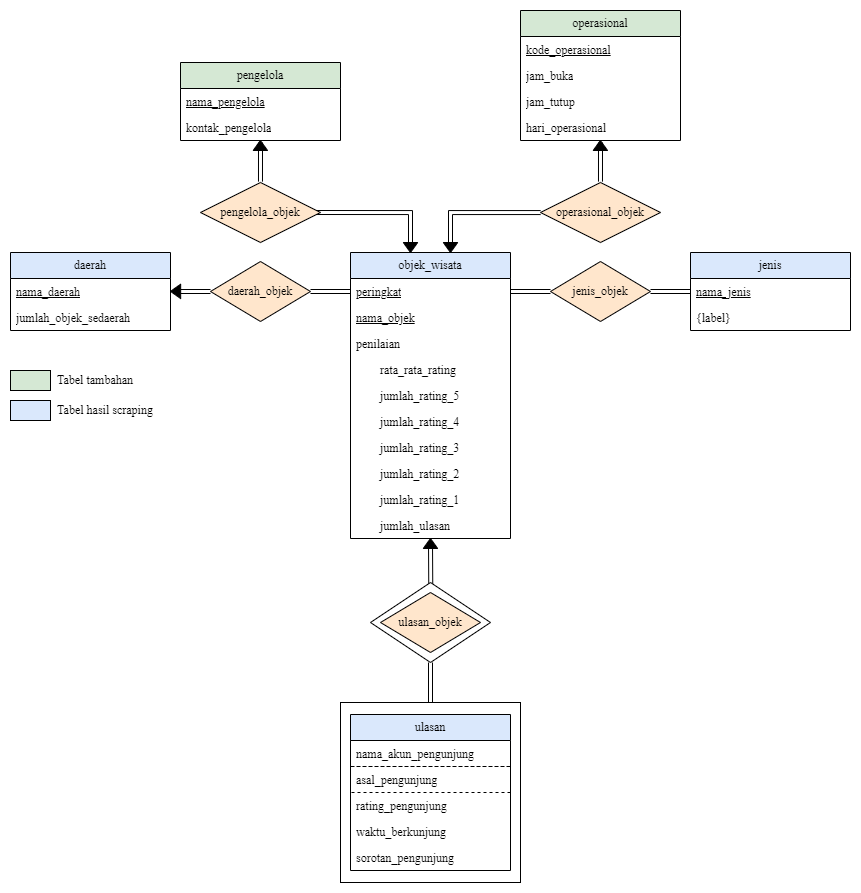 operasional
kode_operasional
jam_buka
jam_tutup
hari_operasional
pengelola
nama_pengelola
kontak_pengelola
pengelola_objek
operasional_objek
daerah
nama_daerah
jumlah_objek_sedaerah
daerah_objek
objek_wisata
peringkat
nama_objek
penilaian
rata_rata_rating
jumlah_rating_5
jumlah_rating_4
jumlah_rating_3
jumlah_rating_2
jumlah_rating_1
jumlah_ulasan
jenis_objek
jenis
nama_jenis
{label}
Tabel tambahan
Tabel hasil scraping
ulasan_objek
ulasan
nama_akun_pengunjung
asal_pengunjung
rating_pengunjung
waktu_berkunjung
sorotan_pengunjung